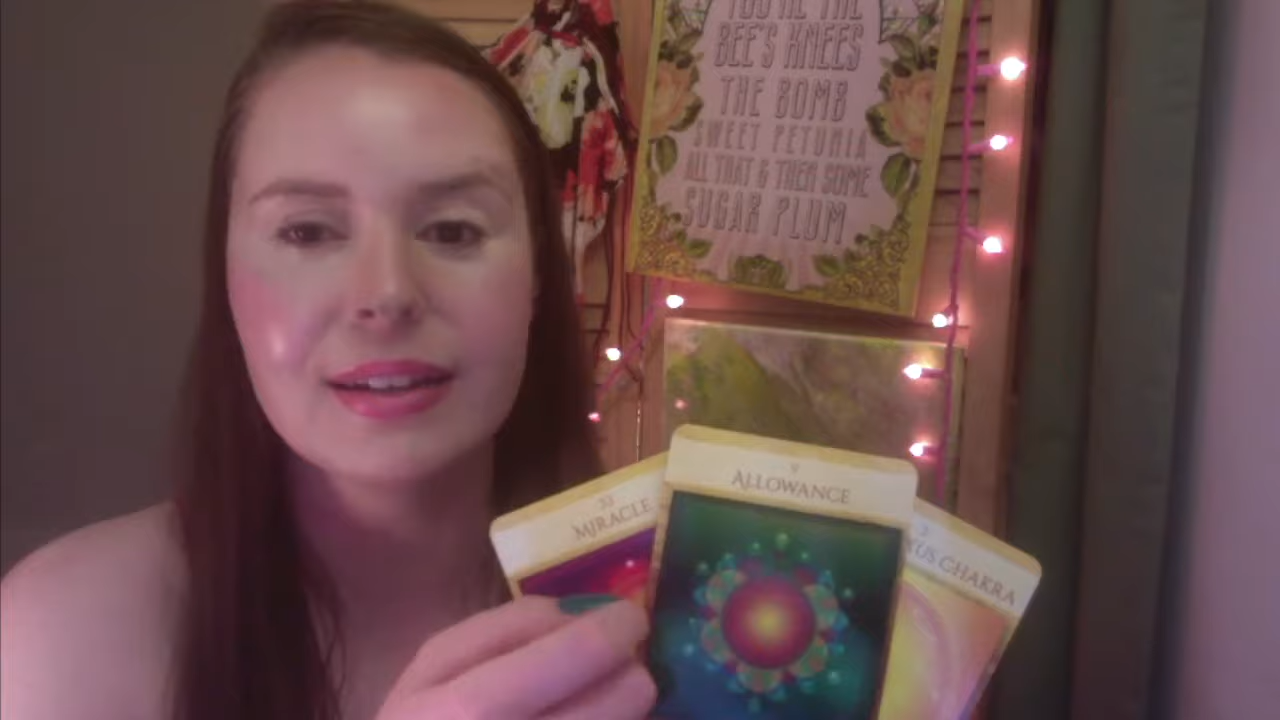 YOU'RE THE
BEE'S KNEES
THE BOMB
SWEET PETUNIA
ALL THAT & THEN SOME
SUGAR PLUM
V
ALLOWANCE
MIRACLE
CHAKRA